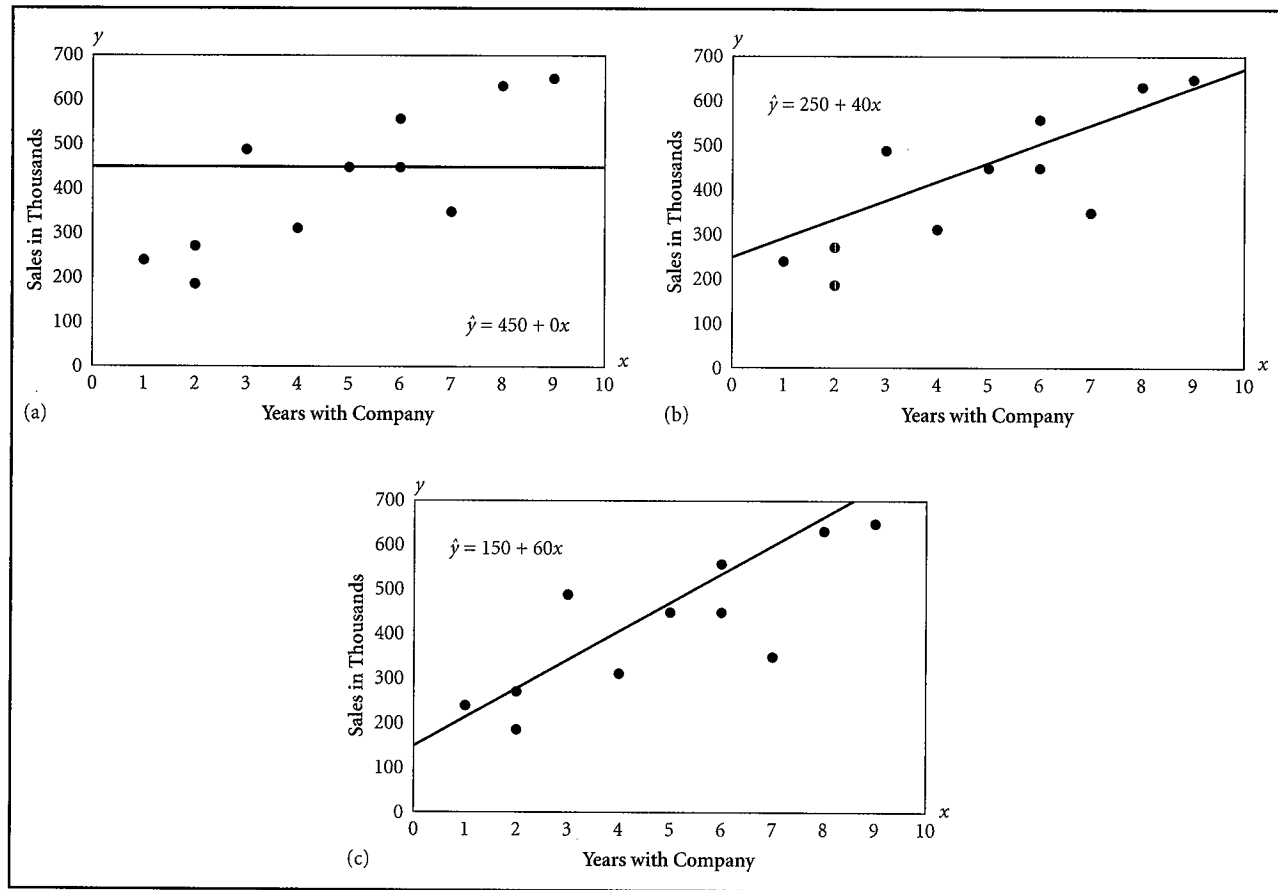 y
700
600
500
400
300
200
100
0
Sales in Thousands
ŷ = 450 + 0x
0 1 2 3 4 5 6 7 8 9 10
x
Years with Company
(a)
y
700
600
500
400
300
200
100
0
Sales in Thousands
ŷ = 250 + 40x
0 1 2 3 4 5 6 7 8 9 10
x
Years with Company
(b)
y
700
600
500
400
300
200
100
0
Sales in Thousands
ŷ = 150 + 60x
0 1 2 3 4 5 6 7 8 9 10
x
Years with Company
(c)